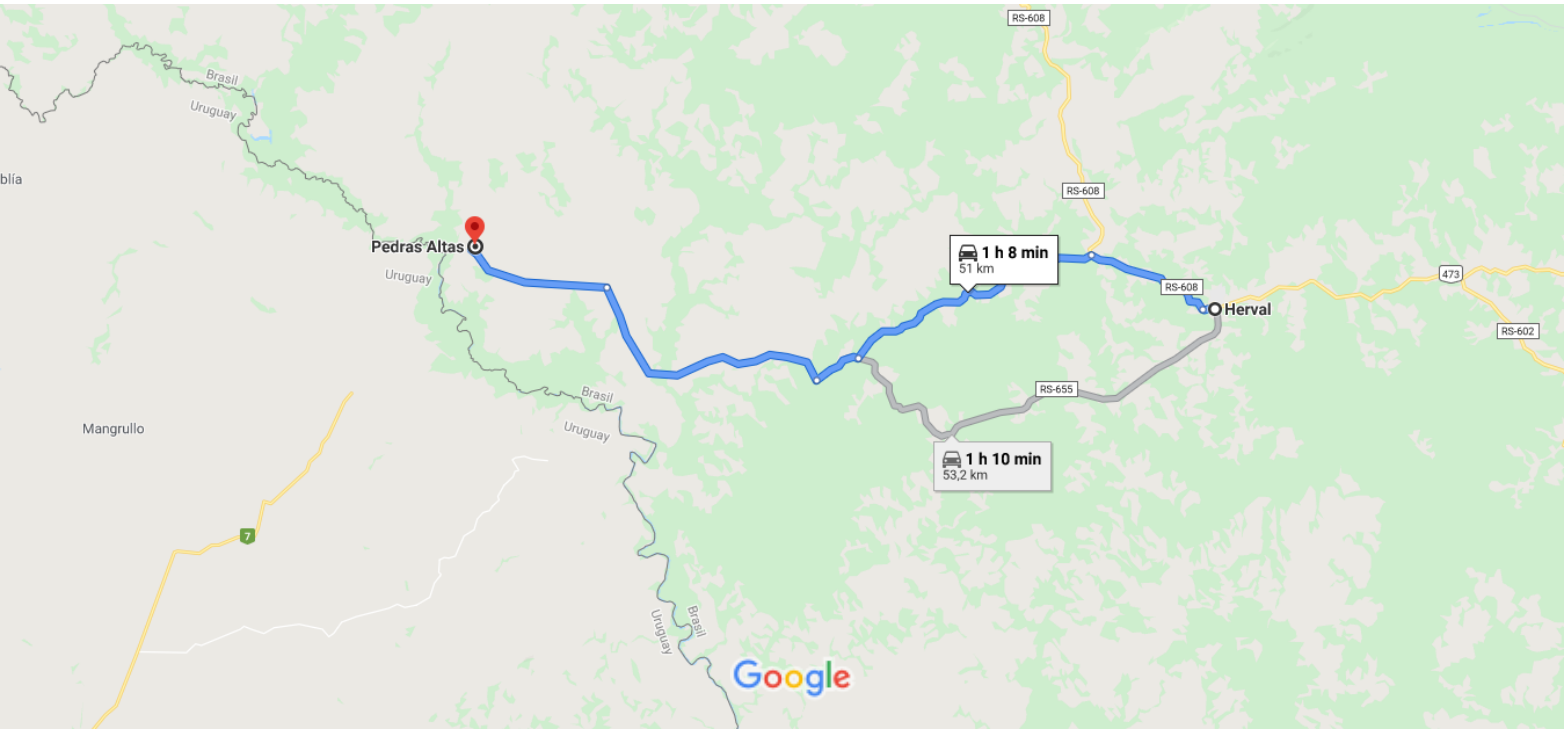 RS-608
Brasil
Uruguay
blía
RS-608
Pedras Altas
1 h 8 min
51 km
Uruguay
473
RS-608
Herval
RS-602
Brasil
RS-655
Mangrullo
Uruguay
1 h 10 min
53,2 km
7
Brasil
Uruguay
Google